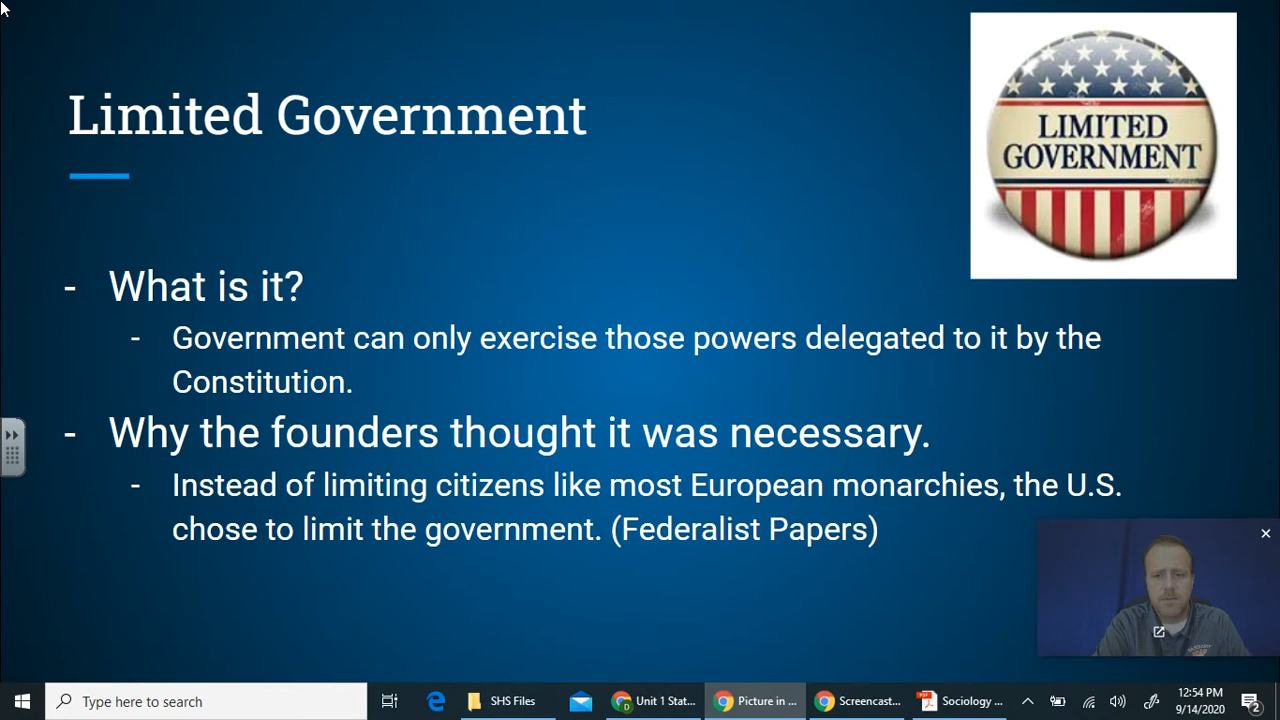 Limited Government
LIMITED
GOVERNMENT
- What is it?
- Government can only exercise those powers delegated to it by the
Constitution.
- Why the founders thought it was necessary.
- Instead of limiting citizens like most European monarchies, the U.S.
chose to limit the government. (Federalist Papers)
Type here to search
SHS Files
Unit 1 Stat...
Picture in ...
Screencast...
Sociology ...
12:54 PM
9/14/2020
2